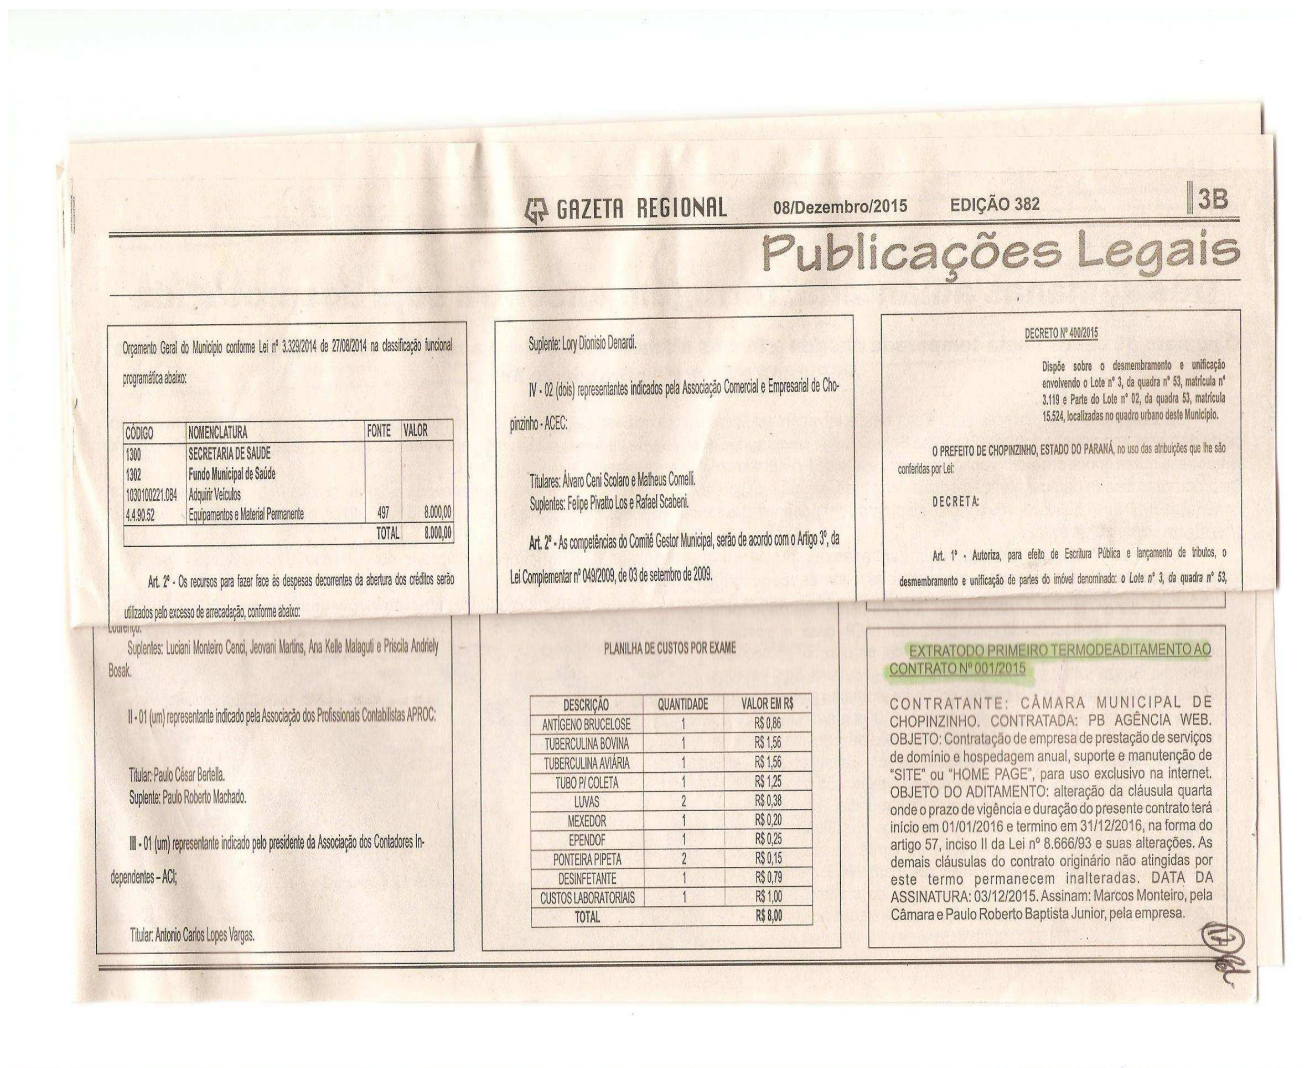 GAZETA REGIONAL 08/Dezembro/2015 EDIÇÃO 382 3B
Publicações Legais
Orçamento Geral do Municipio conforme Lei nº 3.329/2014 de 27/08/2014 na classificação funcional
programática abaixo:
CÓDIGO NOMENCLATURA FONTE VALOR
1300 SECRETARIA DE SAUDE
1302 Fundo Municipal de Saúde
1030100221.084 Adquirir Veiculos
4.4.90.52 Equipamentos e Material Permanente 497 8.000,00
TOTAL 8.000,00
Art. 2º - Os recursos para fazer face às despesas decorrentes da abertura dos créditos serão
utilizados pelo excesso de arrecadação, conforme abaixo:
Lourenço.
Suplentes: Luciani Monteiro Cenci, Jeovani Martins, Ana Kelle Malaguti e Priscila Andriely
Bosak.
II - 01 (um) representante indicado pela Associação dos Profissionais Contabilistas APROC:
Titular: Paulo César Bertella.
Suplente: Paulo Roberto Machado.
III - 01 (um) representante indicado pelo presidente da Associação dos Contadores In-
dependentes – ACI;
Titular: Antonio Carlos Lopes Vargas.
Suplente: Lory Dionisio Denardi.
IV - 02 (dois) representantes indicados pela Associação Comercial e Empresarial de Cho-
pinzinho - ACEC:
Titulares: Álvaro Ceni Scolaro e Matheus Comelli.
Suplentes: Felipe Pivatto Los e Rafael Scabeni.
Art. 2º - As competências do Comitê Gestor Municipal, serão de acordo com o Artigo 3º, da
Lei Complementar nº 049/2009, de 03 de setembro de 2009.
PLANILHA DE CUSTOS POR EXAME
DESCRIÇÃO QUANTIDADE VALOR EM R$
ANTÍGENO BRUCELOSE 1 R$ 0,86
TUBERCULINA BOVINA 1 R$ 1,56
TUBERCULINA AVIÁRIA 1 R$ 1,56
TUBO P/ COLETA 1 R$ 1,25
LUVAS 2 R$ 0,38
MEXEDOR 1 R$ 0,20
EPENDOF 1 R$ 0,25
PONTEIRA PIPETA 2 R$ 0,15
DESINFETANTE 1 R$ 0,79
CUSTOS LABORATORIAIS 1 R$ 1,00
TOTAL R$ 8,00
DECRETO Nº 400/2015
Dispõe sobre o desmembramento e unificação
envolvendo o Lote nº 3, da quadra nº 53, matrícula nº
3.119 e Parte do Lote nº 02, da quadra 53, matrícula
15.524, localizadas no quadro urbano deste Município.
O PREFEITO DE CHOPINZINHO, ESTADO DO PARANÁ, no uso das atribuições que lhe são
conferidas por Lei:
DECRETA:
Art. 1º - Autoriza, para efeito de Escritura Pública e lançamento de tributos, o
desmembramento e unificação de partes do imóvel denominado: o Lote nº 3, da quadra nº 53,
EXTRATODO PRIMEIRO TERMODEADITAMENTO AO
CONTRATO Nº 001/2015
CONTRATANTE: CÂMARA MUNICIPAL DE
CHOPINZINHO. CONTRATADA: PB AGÊNCIA WEB.
OBJETO: Contratação de empresa de prestação de serviços
de domínio e hospedagem anual, suporte e manutenção de
"SITE" ou "HOME PAGE", para uso exclusivo na internet.
OBJETO DO ADITAMENTO: alteração da cláusula quarta
onde o prazo de vigência e duração do presente contrato terá
início em 01/01/2016 e termino em 31/12/2016, na forma do
artigo 57, inciso II da Lei nº 8.666/93 e suas alterações. As
demais cláusulas do contrato originário não atingidas por
este termo permanecem inalteradas. DATA DA
ASSINATURA: 03/12/2015. Assinam: Marcos Monteiro, pela
Câmara e Paulo Roberto Baptista Junior, pela empresa.
17